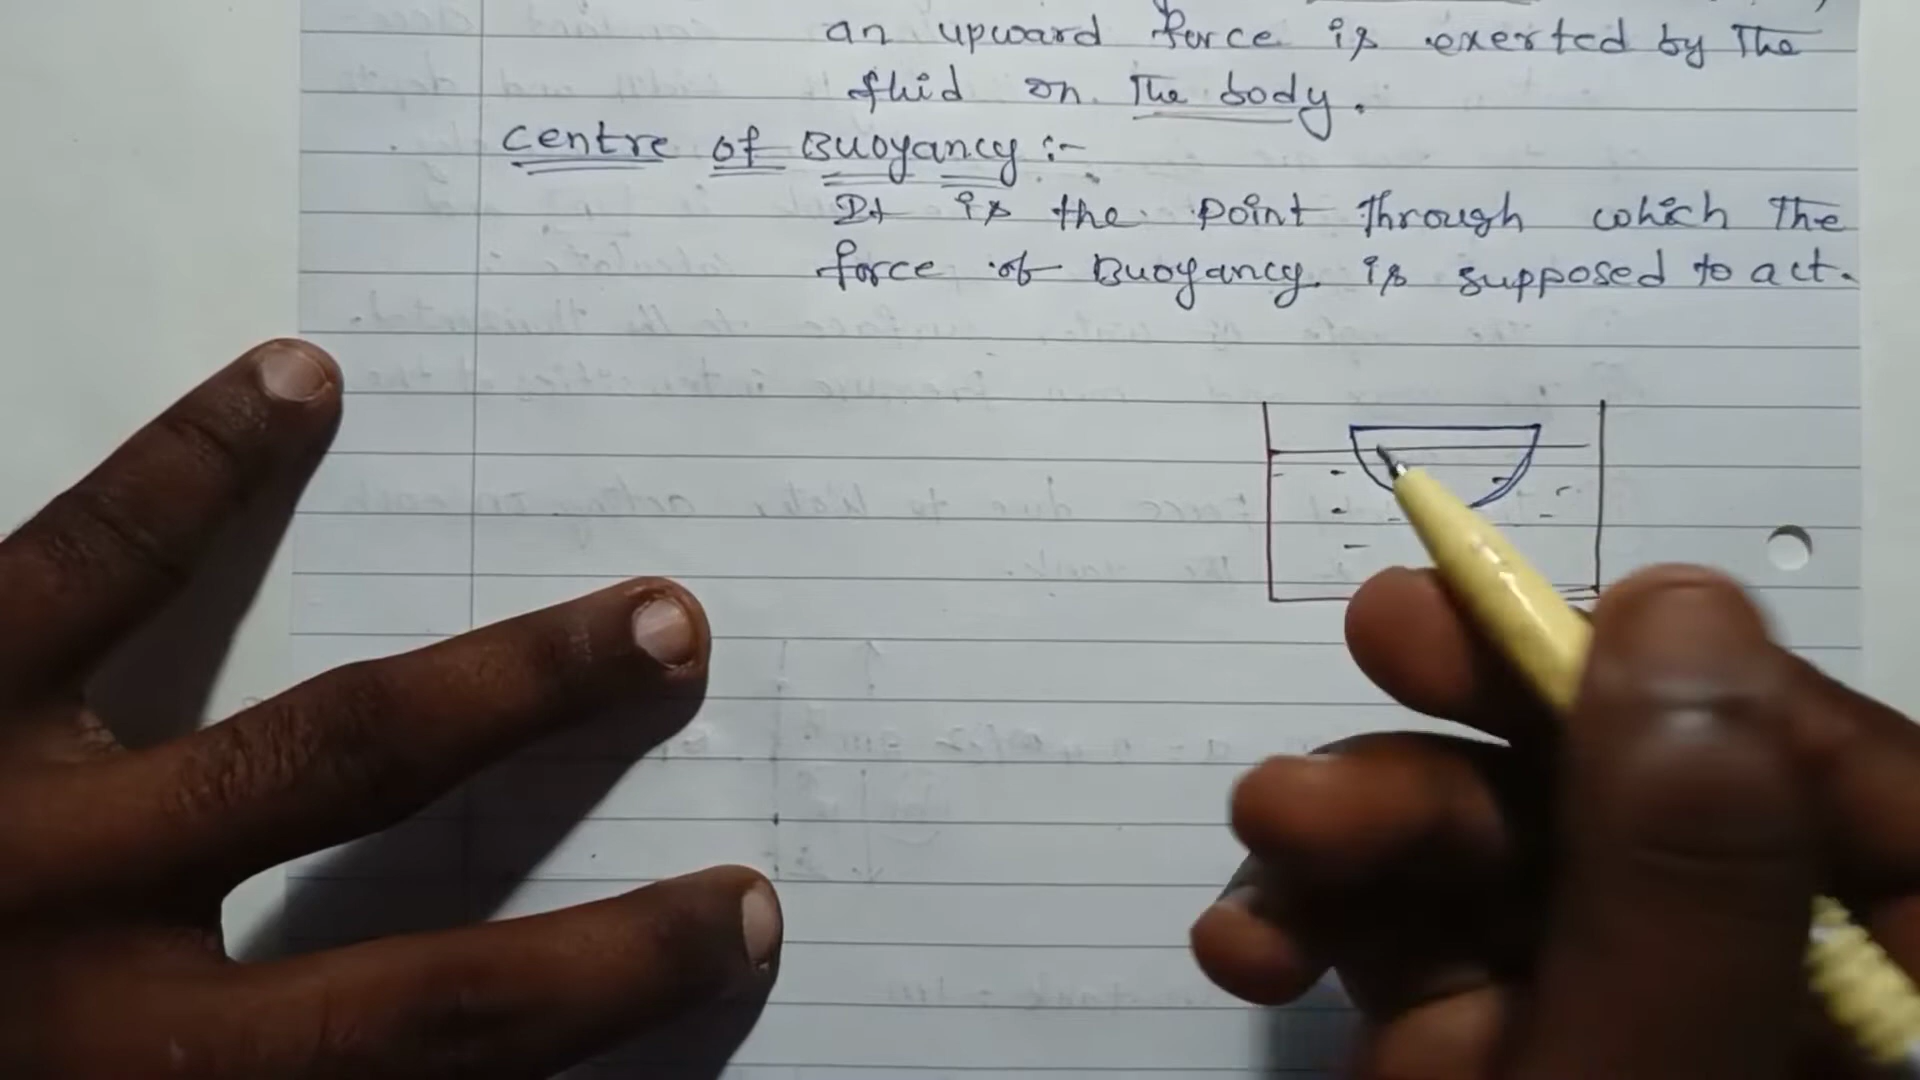 an upward force is exerted by The
fluid on The body.
Centre of Buoyancy :-
It is the point through which The
force of Buoyancy is supposed to act.